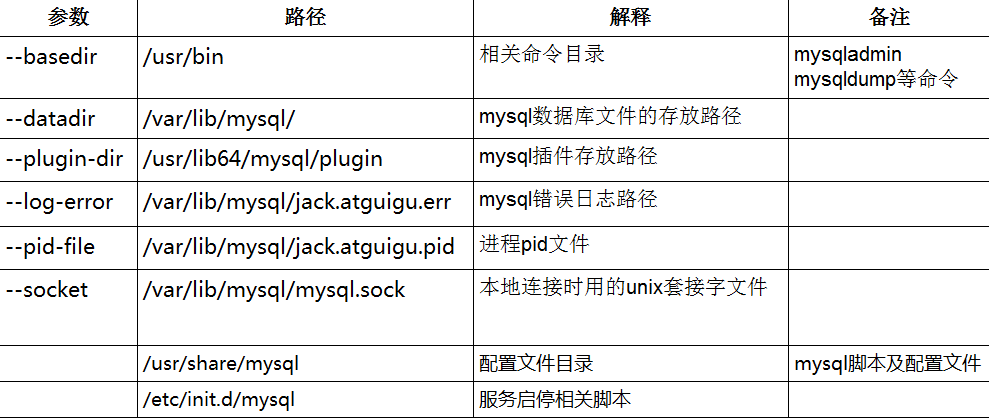 参数 路径 解释 备注
--basedir /usr/bin 相关命令目录 mysqladmin
mysqldump等命令
--datadir /var/lib/mysql/ mysql数据库文件的存放路径
--plugin-dir /usr/lib64/mysql/plugin mysql插件存放路径
--log-error /var/lib/mysql/jack.atguigu.err mysql错误日志路径
--pid-file /var/lib/mysql/jack.atguigu.pid 进程pid文件
--socket /var/lib/mysql/mysql.sock 本地连接时用的unix套接字文件
/usr/share/mysql 配置文件目录 mysql脚本及配置文件
/etc/init.d/mysql 服务启停相关脚本